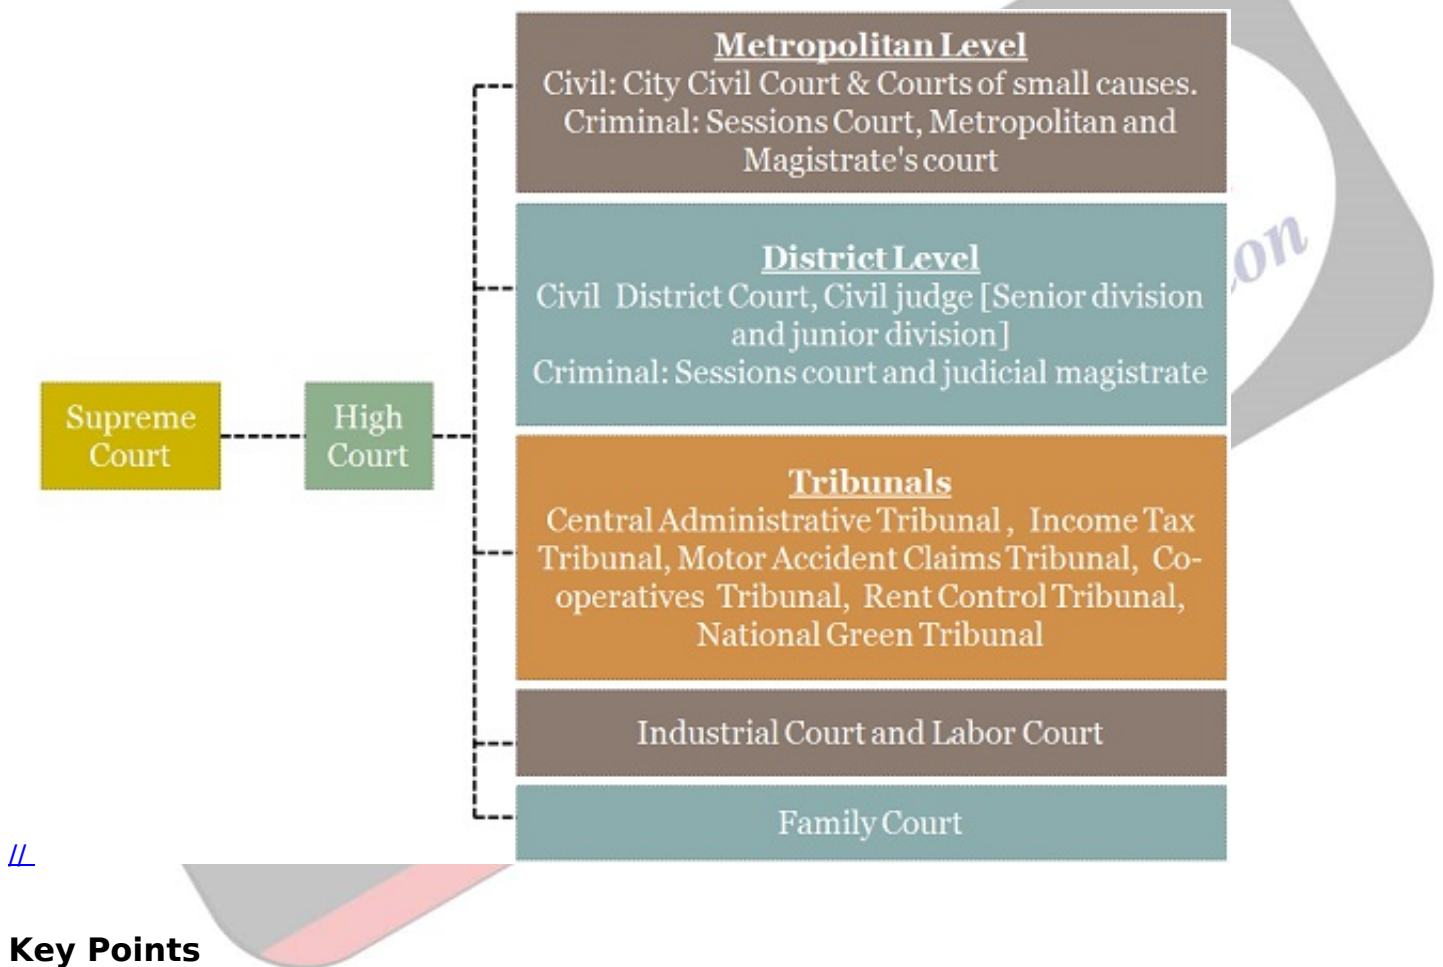 Metropolitan Level
Civil: City Civil Court & Courts of small causes.
Criminal: Sessions Court, Metropolitan and
Magistrate's court
District Level
Civil District Court, Civil judge [Senior division
and junior division]
Criminal: Sessions court and judicial magistrate
Supreme
Court
High
Court
Tribunals
Central Administrative Tribunal , Income Tax
Tribunal, Motor Accident Claims Tribunal, Co-
operatives Tribunal, Rent Control Tribunal,
National Green Tribunal
Industrial Court and Labor Court
Family Court
//
Key Points